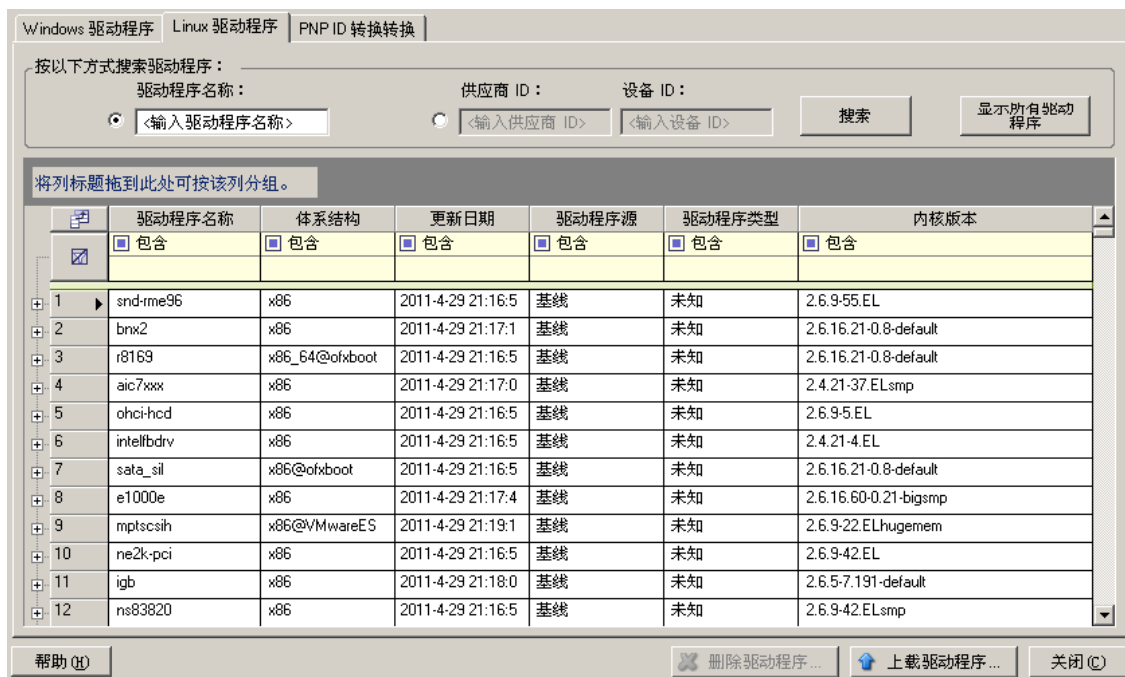 Windows 驱动程序 Linux 驱动程序 PNP ID 转换转换
按以下方式搜索驱动程序：
驱动程序名称： 供应商 ID： 设备 ID：
<输入驱动程序名称> <输入供应商 ID> <输入设备 ID> 搜索 显示所有驱动程序
将列标题拖到此处可按该列分组。
驱动程序名称 体系结构 更新日期 驱动程序源 驱动程序类型 内核版本
包含 包含 包含 包含 包含 包含
1 snd-rme96 x86 2011-4-29 21:16:5 基线 未知 2.6.9-55.EL
2 bnx2 x86 2011-4-29 21:17:1 基线 未知 2.6.16.21-0.8-default
3 r8169 x86_64@ofxboot 2011-4-29 21:16:5 基线 未知 2.6.16.21-0.8-default
4 aic7xxx x86 2011-4-29 21:17:0 基线 未知 2.4.21-37.ELsmp
5 ohci-hcd x86 2011-4-29 21:16:5 基线 未知 2.6.9-5.EL
6 intelfbdrv x86 2011-4-29 21:16:5 基线 未知 2.4.21-4.EL
7 sata_sil x86@ofxboot 2011-4-29 21:16:5 基线 未知 2.6.16.21-0.8-default
8 e1000e x86 2011-4-29 21:17:4 基线 未知 2.6.16.60-0.21-bigsmp
9 mptscsih x86@VMwareES 2011-4-29 21:19:1 基线 未知 2.6.9-22.ELhugemem
10 ne2k-pci x86 2011-4-29 21:16:5 基线 未知 2.6.9-42.EL
11 igb x86 2011-4-29 21:18:0 基线 未知 2.6.5-7.191-default
12 ns83820 x86 2011-4-29 21:16:5 基线 未知 2.6.9-42.ELsmp
帮助(H) 删除驱动程序... 上载驱动程序... 关闭(C)